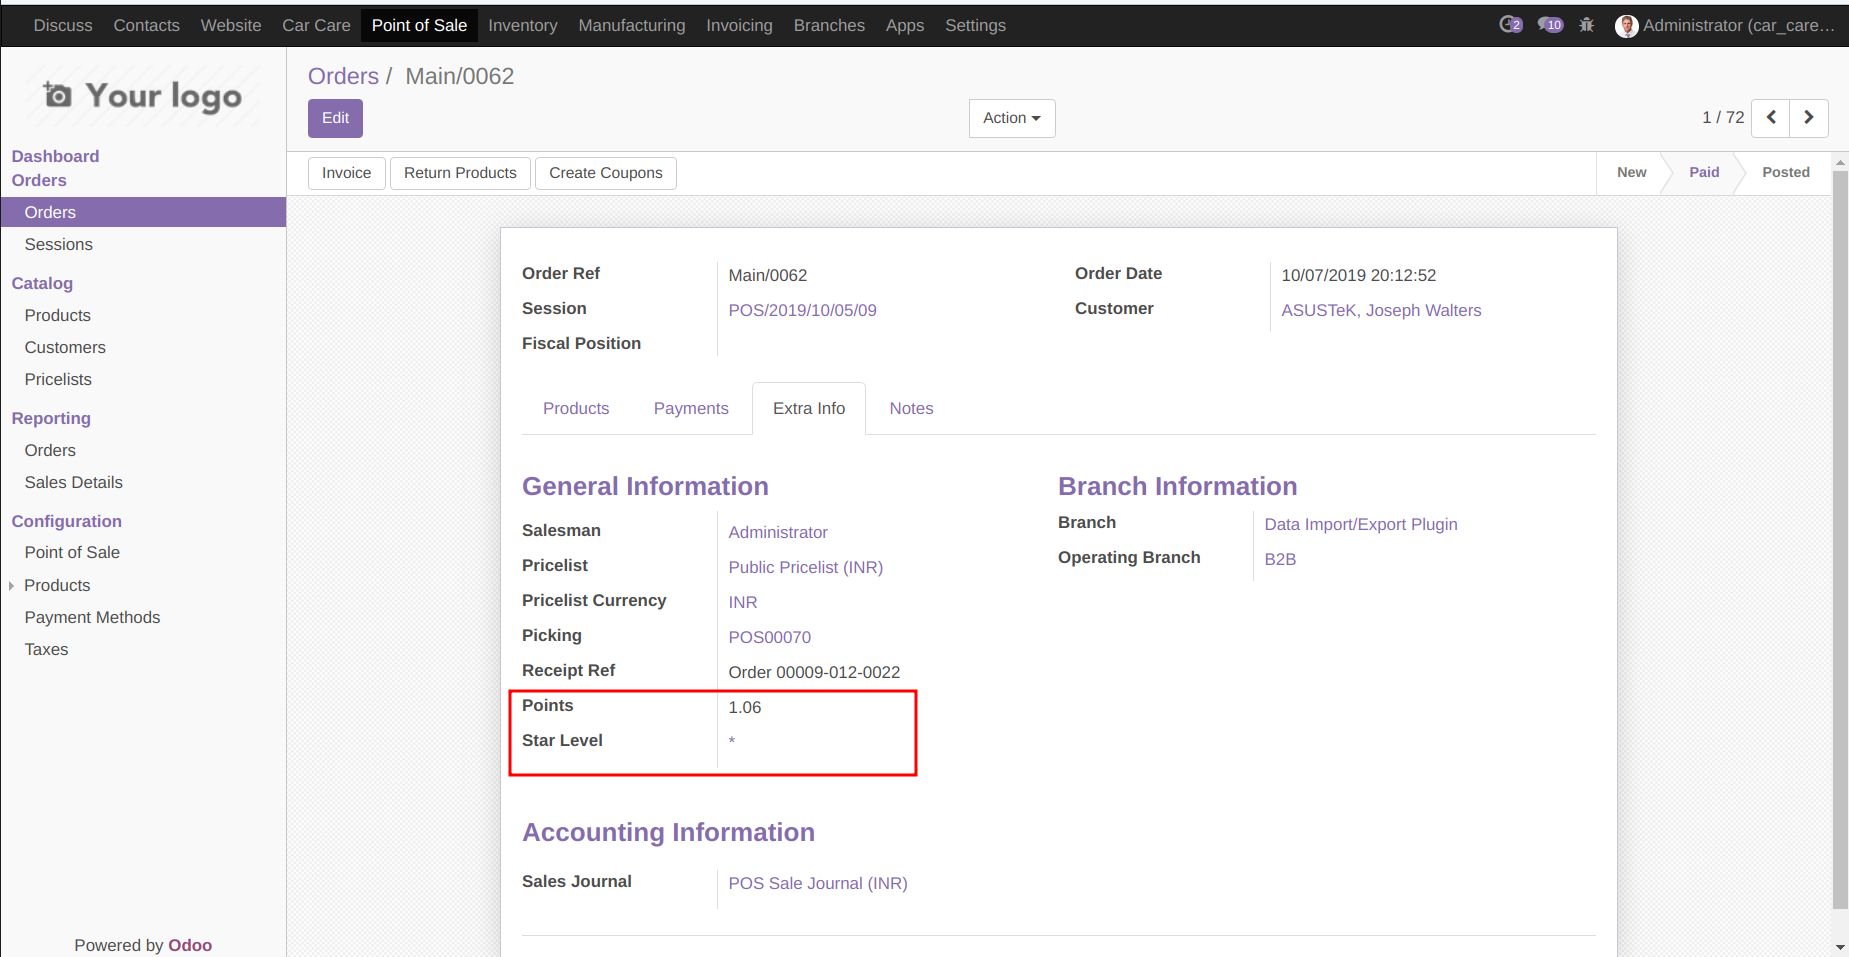 Discuss Contacts Website Car Care Point of Sale Inventory Manufacturing Invoicing Branches Apps Settings 2 10 Administrator (car_care...
Your logo
Dashboard
Orders
Orders
Sessions
Catalog
Products
Customers
Pricelists
Reporting
Orders
Sales Details
Configuration
Point of Sale
Products
Payment Methods
Taxes
Powered by Odoo
Orders / Main/0062
Edit
Action
1 / 72
Invoice Return Products Create Coupons
New Paid Posted
Order Ref Main/0062
Session POS/2019/10/05/09
Fiscal Position
Order Date 10/07/2019 20:12:52
Customer ASUSTeK, Joseph Walters
Products Payments Extra Info Notes
General Information
Salesman Administrator
Pricelist Public Pricelist (INR)
Pricelist Currency INR
Picking POS00070
Receipt Ref Order 00009-012-0022
Points 1.06
Star Level *
Branch Information
Branch Data Import/Export Plugin
Operating Branch B2B
Accounting Information
Sales Journal POS Sale Journal (INR)